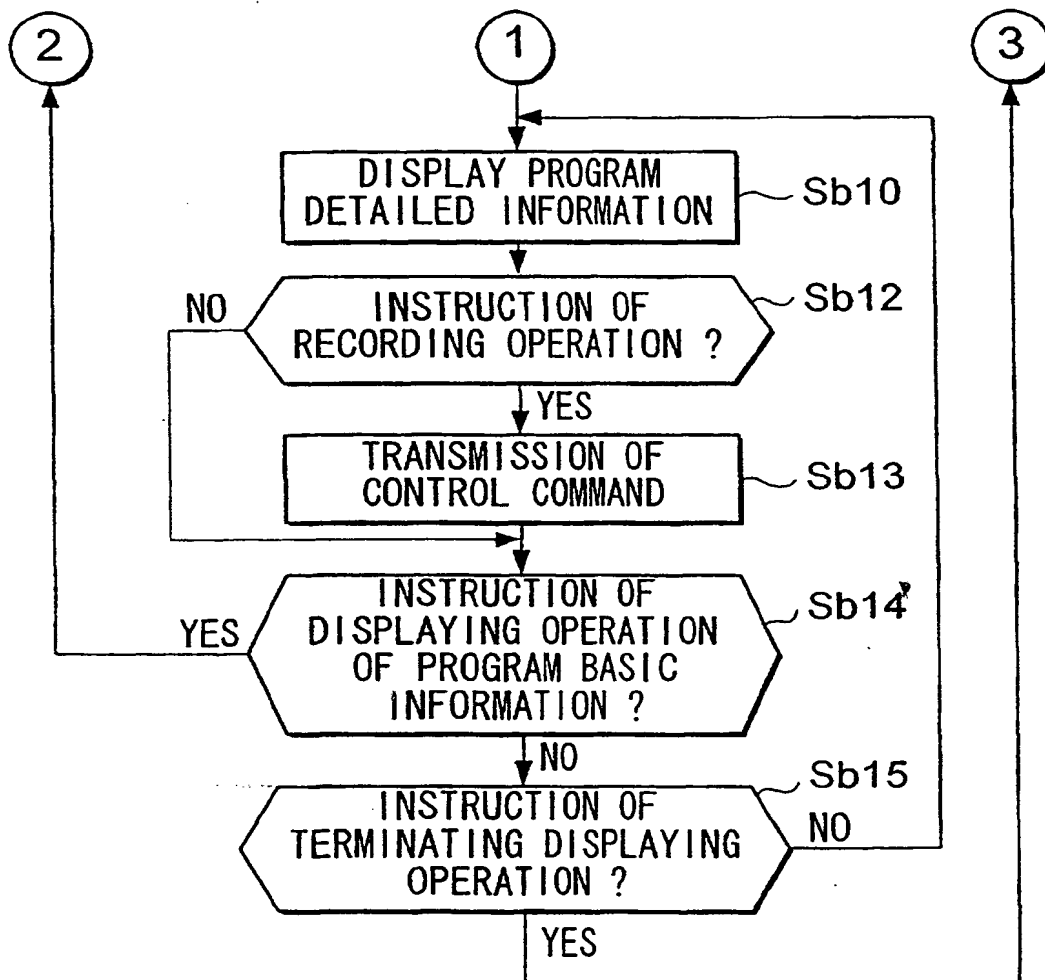 2
1
3
DISPLAY PROGRAM
DETAILED INFORMATION
Sb10
NO
INSTRUCTION OF
RECORDING OPERATION ?
Sb12
YES
TRANSMISSION OF
CONTROL COMMAND
Sb13
YES
INSTRUCTION OF
DISPLAYING OPERATION
OF PROGRAM BASIC
INFORMATION ?
Sb14
NO
INSTRUCTION OF
TERMINATING DISPLAYING
OPERATION ?
Sb15
NO
YES